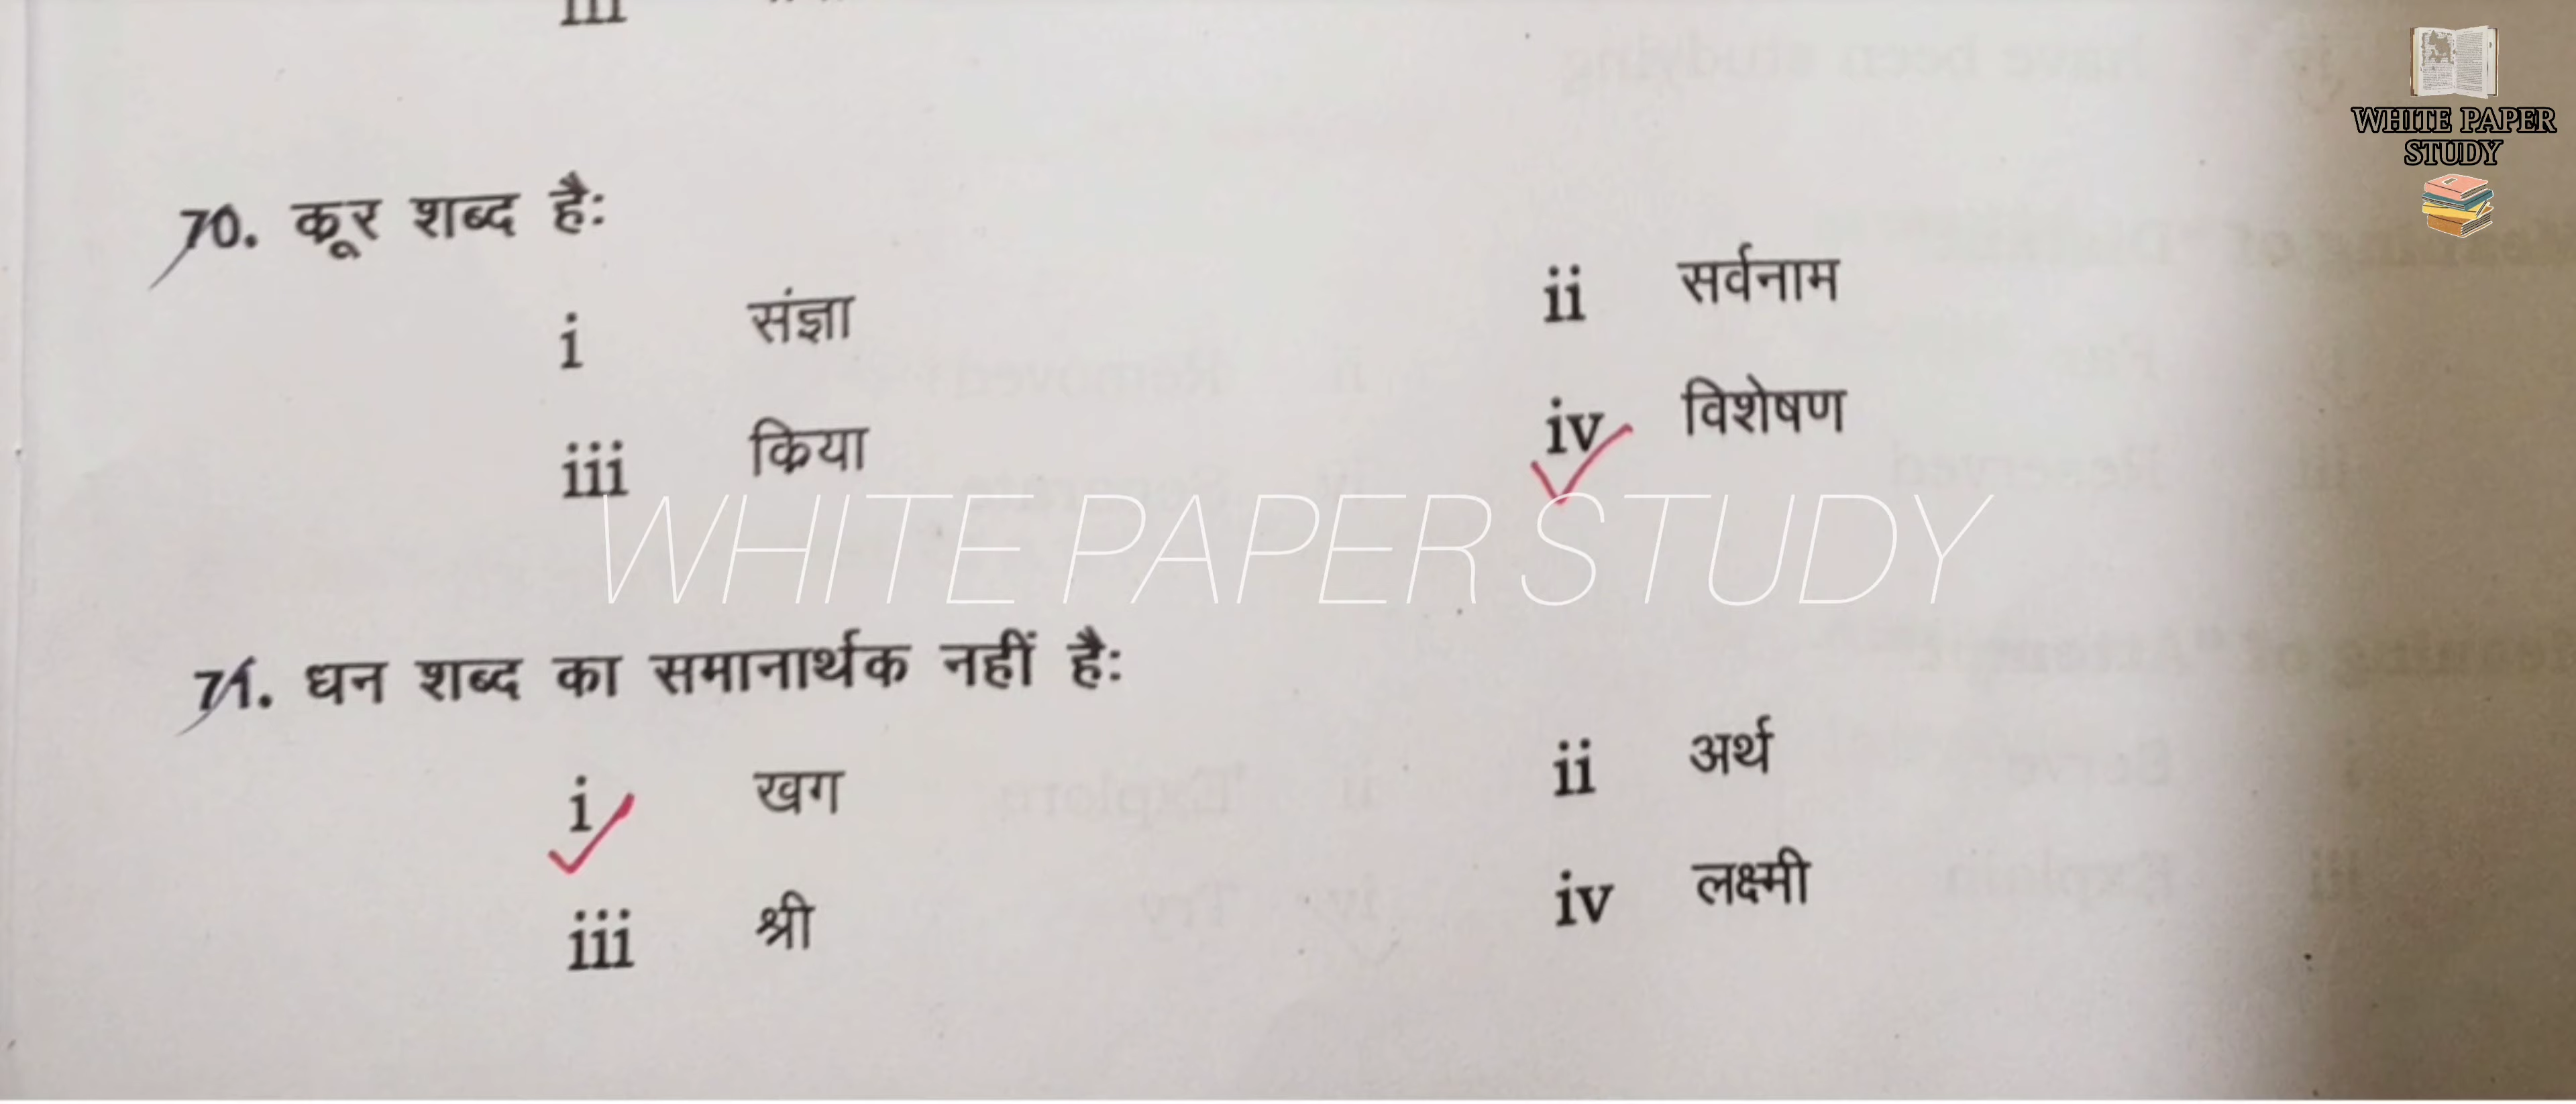 iii
WHITE PAPER
STUDY
70. क्रूर शब्द है:
i संज्ञा
ii सर्वनाम
iii क्रिया
iv विशेषण
WHITE PAPER STUDY
71. धन शब्द का समानार्थक नहीं है:
i खग
ii अर्थ
iii श्री
iv लक्ष्मी